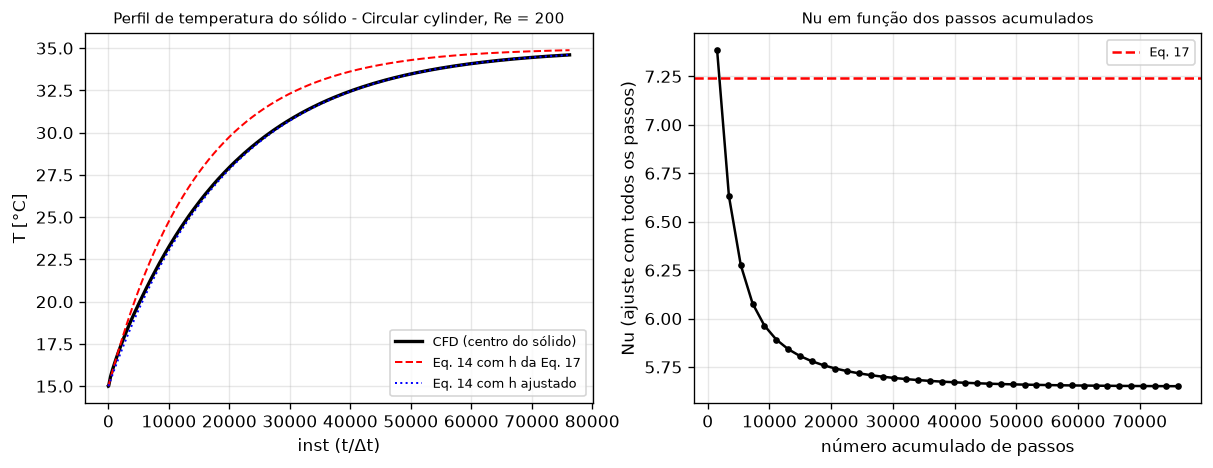 Perfil de temperatura do sólido - Circular cylinder, Re = 200
35.0
32.5
30.0
27.5
25.0
22.5
20.0
17.5
15.0
T [°C]
CFD (centro do sólido)
Eq. 14 com h da Eq. 17
Eq. 14 com h ajustado
0 10000 20000 30000 40000 50000 60000 70000 80000
inst (t/Δt)
Nu em função dos passos acumulados
Eq. 17
7.25
7.00
6.75
6.50
6.25
6.00
5.75
Nu (ajuste com todos os passos)
0 10000 20000 30000 40000 50000 60000 70000
número acumulado de passos